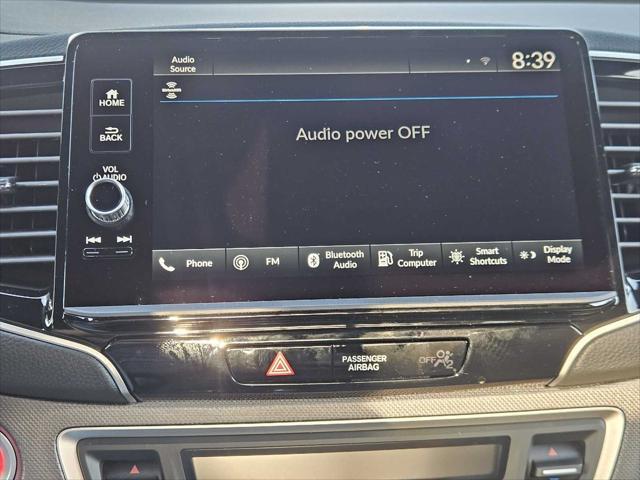 Audio
Source
8:39
HOME
BACK
Audio power OFF
VOL
AUDIO
Phone
FM
Bluetooth
Audio
Trip
Computer
Smart
Shortcuts
Display
Mode
PASSENGER
AIRBAG
OFF
2